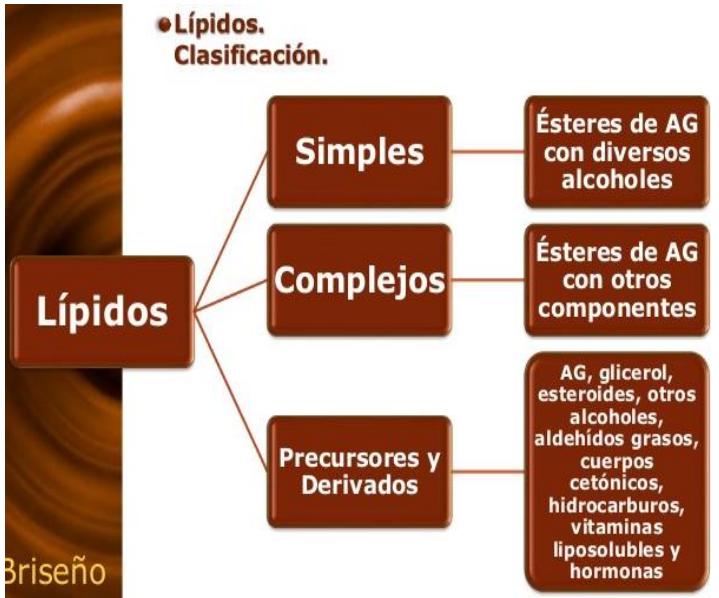 Lípidos.
Clasificación.
Lípidos
Simples
Ésteres de AG
con diversos
alcoholes
Complejos
Ésteres de AG
con otros
componentes
Precursores y
Derivados
AG, glicerol,
esteroides, otros
alcoholes,
aldehídos grasos,
cuerpos
cetónicos,
hidrocarburos,
vitaminas
liposolubles y
hormonas
Briseño